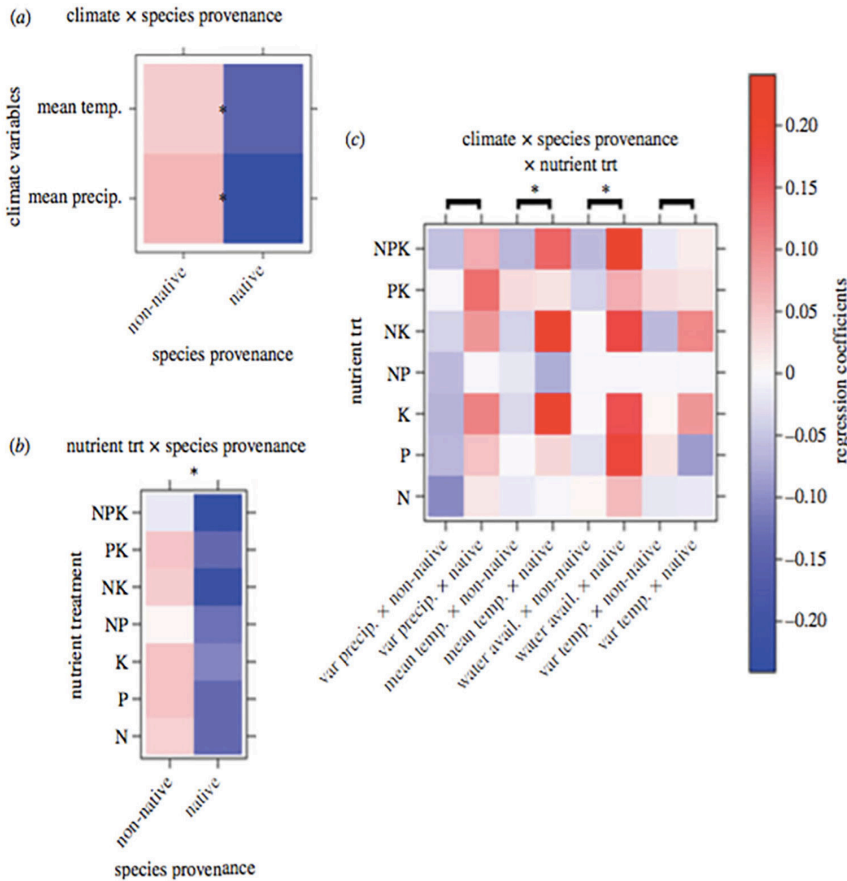 (a) climate × species provenance
climate variables
mean temp.
*
mean precip.
*
non-native
native
species provenance
(b) nutrient trt × species provenance
*
nutrient treatment
NPK
PK
NK
NP
K
P
N
non-native
native
species provenance
(c) climate × species provenance
× nutrient trt
* *
nutrient trt
NPK
PK
NK
NP
K
P
N
var precip. × non-native
var precip. × native
mean temp. × non-native
mean temp. × native
water avail. × non-native
water avail. × native
var temp. × non-native
var temp. × native
0.20
0.15
0.10
0.05
0
–0.05
–0.10
–0.15
–0.20
regression coefficients